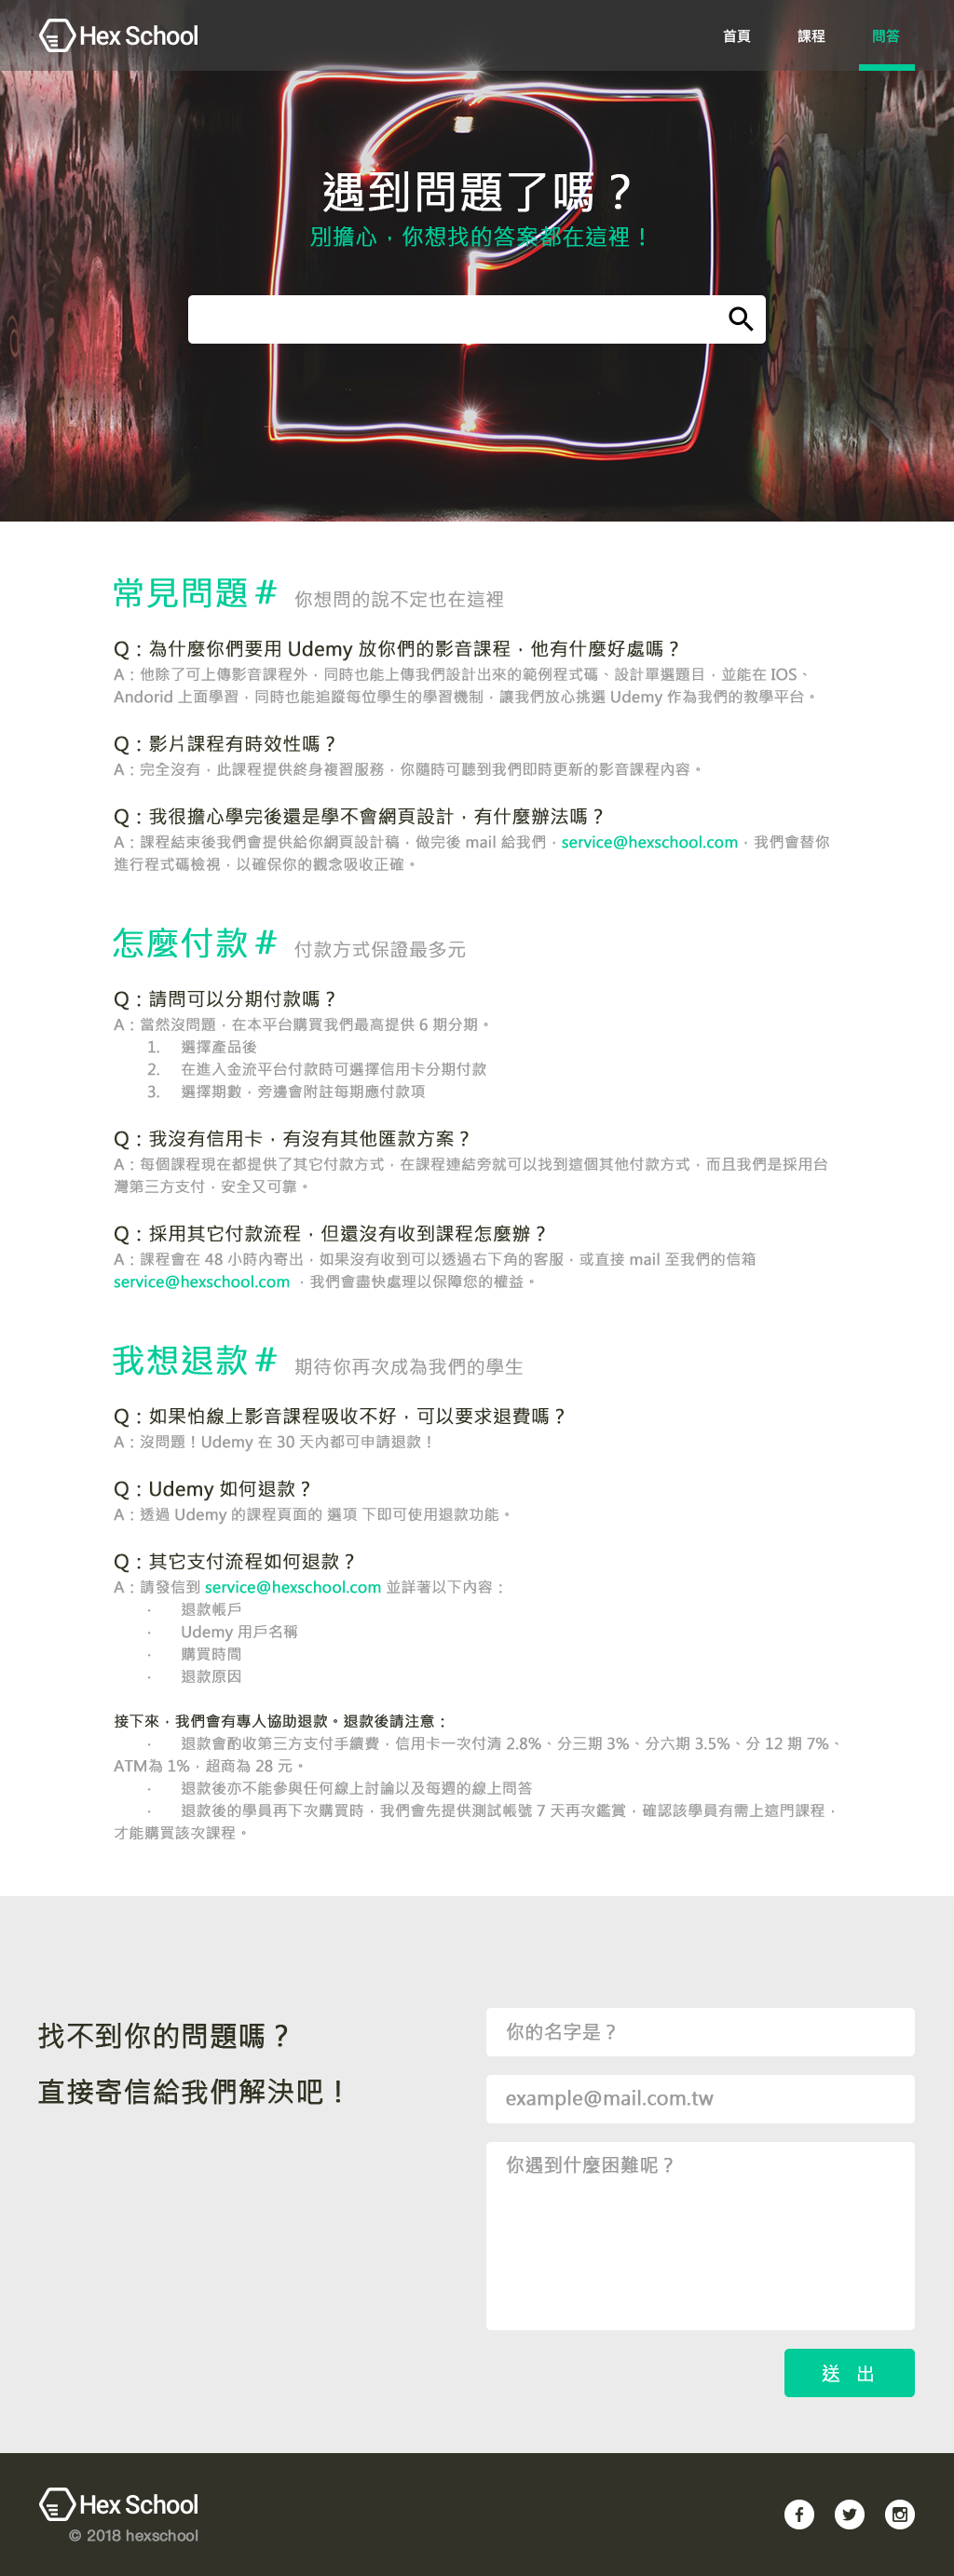 Hex School
首頁 課程 問答
遇到問題了嗎？
別擔心，你想找的答案都在這裡！
常見問題# 你想問的說不定也在這裡
Q：為什麼你們要用 Udemy 放你們的影音課程，他有什麼好處嗎？
A：他除了可上傳影音課程外，同時也能上傳我們設計出來的範例程式碼、設計單選題目，並能在 IOS、
Andorid 上面學習，同時也能追蹤每位學生的學習機制，讓我們放心挑選 Udemy 作為我們的教學平台。
Q：影片課程有時效性嗎？
A：完全沒有，此課程提供終身複習服務，你隨時可聽到我們即時更新的影音課程內容。
Q：我很擔心學完後還是學不會網頁設計，有什麼辦法嗎？
A：課程結束後我們會提供給你網頁設計稿，做完後 mail 給我們，service@hexschool.com，我們會替你
進行程式碼檢視，以確保你的觀念吸收正確。
怎麼付款# 付款方式保證最多元
Q：請問可以分期付款嗎？
A：當然沒問題，在本平台購買我們最高提供 6 期分期。
1. 選擇產品後
2. 在進入金流平台付款時可選擇信用卡分期付款
3. 選擇期數，旁邊會附註每期應付款項
Q：我沒有信用卡，有沒有其他匯款方案？
A：每個課程現在都提供了其它付款方式，在課程連結旁就可以找到這個其他付款方式，而且我們是採用台
灣第三方支付，安全又可靠。
Q：採用其它付款流程，但還沒有收到課程怎麼辦？
A：課程會在 48 小時內寄出，如果沒有收到可以透過右下角的客服，或直接 mail 至我們的信箱
service@hexschool.com ，我們會盡快處理以保障您的權益。
我想退款# 期待你再次成為我們的學生
Q：如果怕線上影音課程吸收不好，可以要求退費嗎？
A：沒問題！Udemy 在 30 天內都可申請退款！
Q：Udemy 如何退款？
A：透過 Udemy 的課程頁面的 選項 下即可使用退款功能。
Q：其它支付流程如何退款？
A：請發信到 service@hexschool.com 並詳著以下內容：
· 退款帳戶
· Udemy 用戶名稱
· 購買時間
· 退款原因
接下來，我們會有專人協助退款。退款後請注意：
· 退款會酌收第三方支付手續費，信用卡一次付清 2.8%、分三期 3%、分六期 3.5%、分 12 期 7%、
ATM為 1%，超商為 28 元。
· 退款後亦不能參與任何線上討論以及每週的線上問答
· 退款後的學員再下次購買時，我們會先提供測試帳號 7 天再次鑑賞，確認該學員有需上這門課程，
才能購買該次課程。
找不到你的問題嗎？
直接寄信給我們解決吧！
你的名字是？
example@mail.com.tw
你遇到什麼困難呢？
送 出
Hex School
© 2018 hexschool